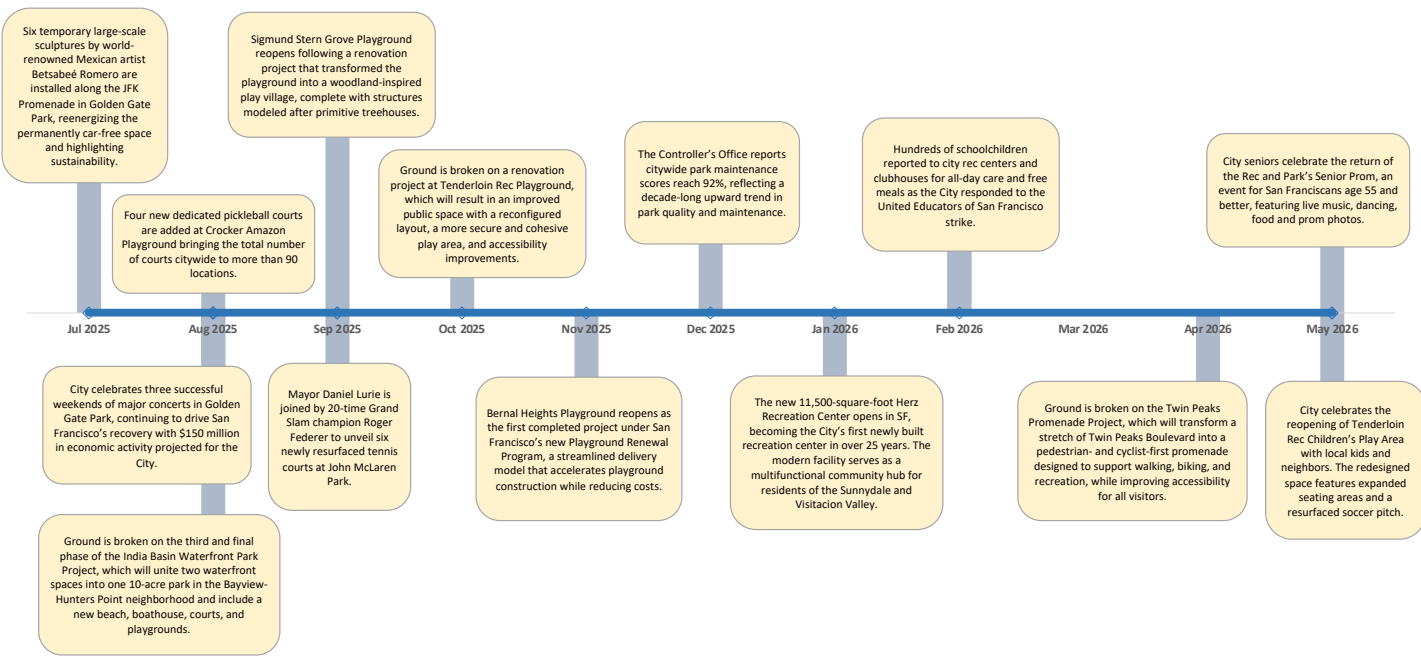 Six temporary large-scale
sculptures by world-
renowned Mexican artist
Betsabeé Romero are
installed along the JFK
Promenade in Golden Gate
Park, reenergizing the
permanently car-free space
and highlighting
sustainability.
Four new dedicated pickleball courts
are added at Crocker Amazon
Playground bringing the total number
of courts citywide to more than 90
locations.
Sigmund Stern Grove Playground
reopens following a renovation
project that transformed the
playground into a woodland-inspired
play village, complete with structures
modeled after primitive treehouses.
Ground is broken on a renovation
project at Tenderloin Rec Playground,
which will result in an improved
public space with a reconfigured
layout, a more secure and cohesive
play area, and accessibility
improvements.
The Controller’s Office reports
citywide park maintenance
scores reach 92%, reflecting a
decade-long upward trend in
park quality and maintenance.
Hundreds of schoolchildren
reported to city rec centers and
clubhouses for all-day care and free
meals as the City responded to the
United Educators of San Francisco
strike.
City seniors celebrate the return of
the Rec and Park’s Senior Prom, an
event for San Franciscans age 55 and
better, featuring live music, dancing,
food and prom photos.
Jul 2025
Aug 2025
Sep 2025
Oct 2025
Nov 2025
Dec 2025
Jan 2026
Feb 2026
Mar 2026
Apr 2026
May 2026
City celebrates three successful
weekends of major concerts in Golden
Gate Park, continuing to drive San
Francisco’s recovery with $150 million
in economic activity projected for the
City.
Ground is broken on the third and final
phase of the India Basin Waterfront Park
Project, which will unite two waterfront
spaces into one 10-acre park in the Bayview-
Hunters Point neighborhood and include a
new beach, boathouse, courts, and
playgrounds.
Mayor Daniel Lurie is
joined by 20-time Grand
Slam champion Roger
Federer to unveil six
newly resurfaced tennis
courts at John McLaren
Park.
Bernal Heights Playground reopens as
the first completed project under San
Francisco’s new Playground Renewal
Program, a streamlined delivery
model that accelerates playground
construction while reducing costs.
The new 11,500-square-foot Herz
Recreation Center opens in SF,
becoming the City’s first newly built
recreation center in over 25 years. The
modern facility serves as a
multifunctional community hub for
residents of the Sunnydale and
Visitacion Valley.
Ground is broken on the Twin Peaks
Promenade Project, which will transform a
stretch of Twin Peaks Boulevard into a
pedestrian- and cyclist-first promenade
designed to support walking, biking, and
recreation, while improving accessibility
for all visitors.
City celebrates the
reopening of Tenderloin
Rec Children’s Play Area
with local kids and
neighbors. The redesigned
space features expanded
seating areas and a
resurfaced soccer pitch.